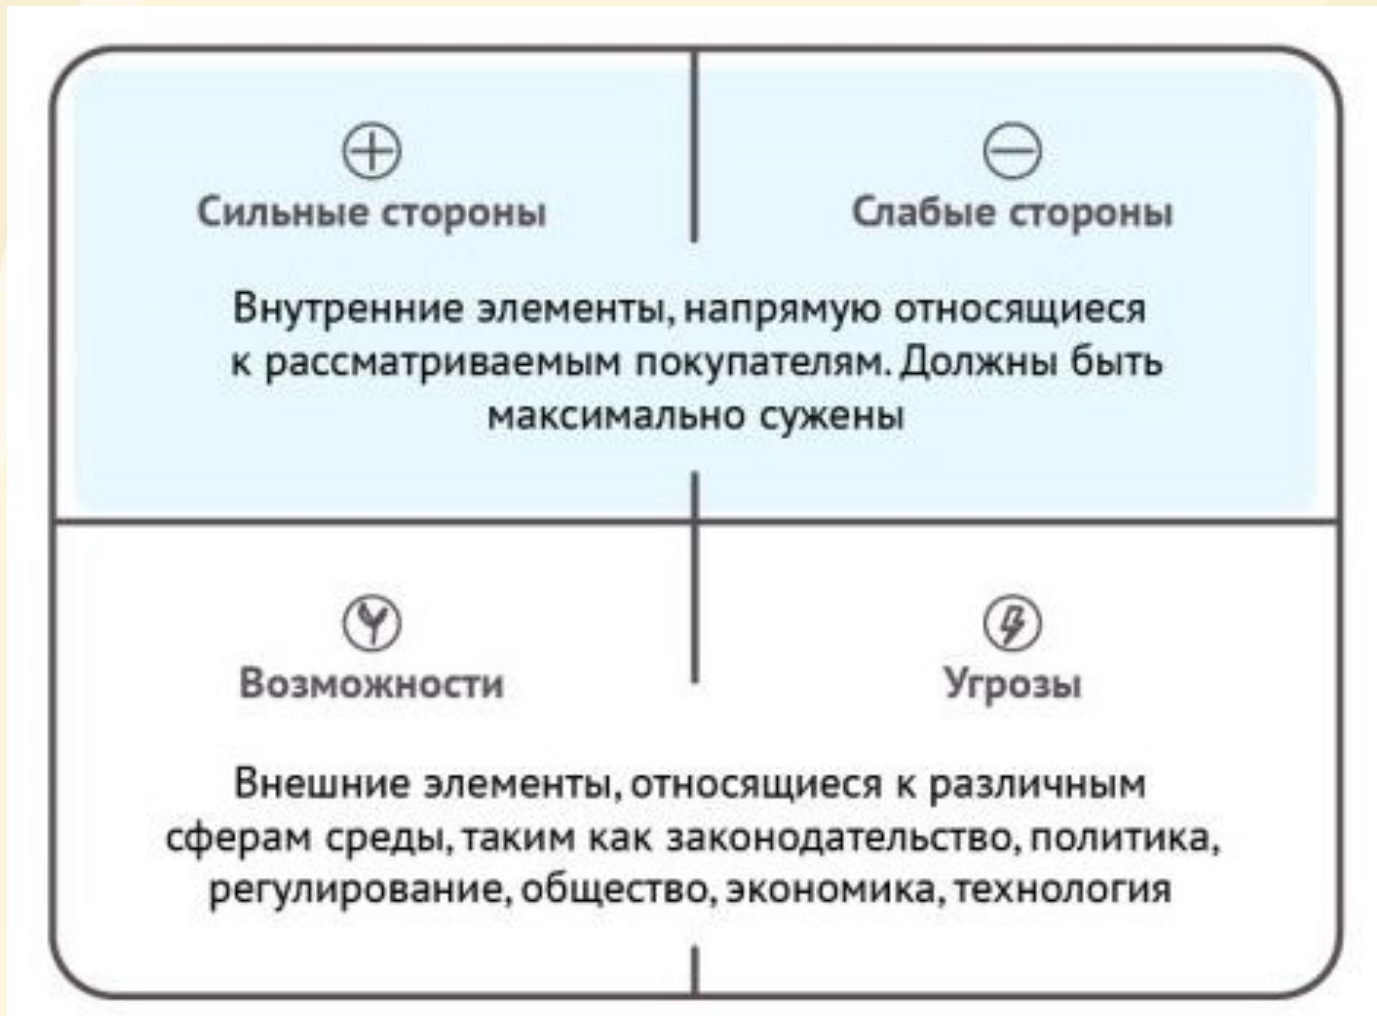 Сильные стороны
Слабые стороны
Внутренние элементы, напрямую относящиеся
к рассматриваемым покупателям. Должны быть
максимально сужены
Возможности
Угрозы
Внешние элементы, относящиеся к различным
сферам среды, таким как законодательство, политика,
регулирование, общество, экономика, технология